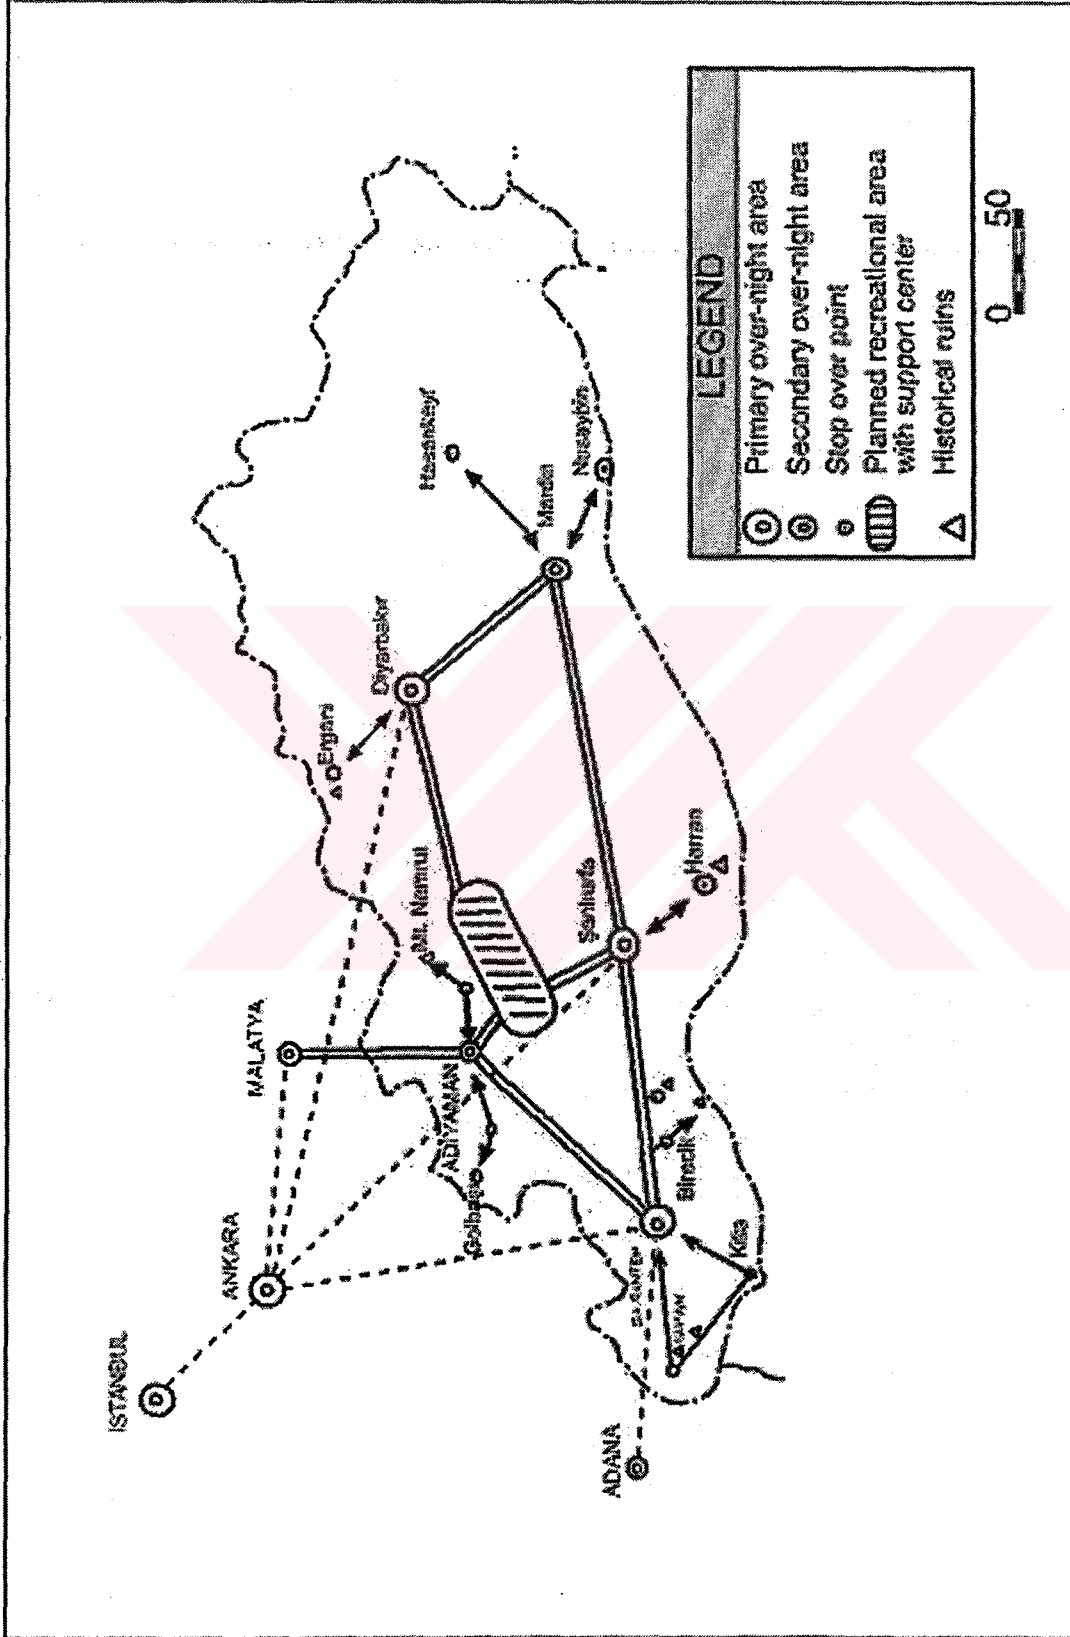 ISTANBUL
ANKARA
MALATYA
ADANA
ADIYAMAN
Golbaşı
Mt. Nemrut
Ergani
Diyarbakır
Hasankeyf
Mardin
Nusaybin
Şanlıurfa
Harran
Birecik
Kilis
LEGEND
Primary over-night area
Secondary over-night area
Stop over point
Planned recreational area
with support center
Historical ruins
0 50